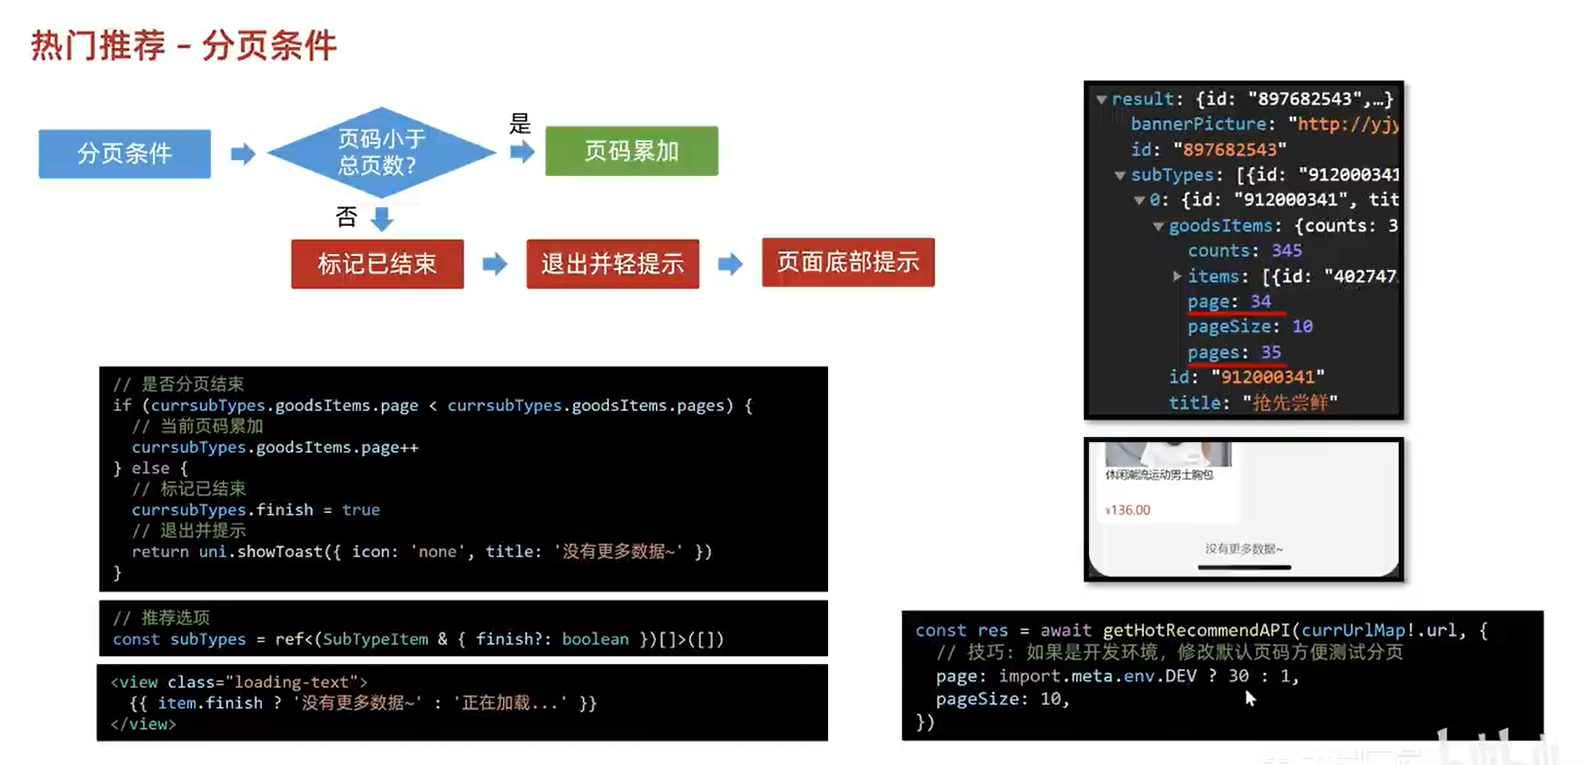 热门推荐 - 分页条件
分页条件
页码小于
总页数?
是
页码累加
否
标记已结束
退出并轻提示
页面底部提示
// 是否分页结束
if (currsubTypes.goodsItems.page < currsubTypes.goodsItems.pages) {
// 当前页码累加
currsubTypes.goodsItems.page++
} else {
// 标记已结束
currsubTypes.finish = true
// 退出并提示
return uni.showToast({ icon: 'none', title: '没有更多数据~' })
}
// 推荐选项
const subTypes = ref<(SubTypeItem & { finish?: boolean })[]>([])
<view class="loading-text">
{{ item.finish ? '没有更多数据~' : '正在加载...' }}
</view>
result: {id: "897682543",…}
bannerPicture: "http://yjy
id: "897682543"
subTypes: [{id: "912000341
0: {id: "912000341", tit
goodsItems: {counts: 3
counts: 345
items: [{id: "402747
page: 34
pageSize: 10
pages: 35
id: "912000341"
title: "抢先尝鲜"
休闲潮流运动男士胸包
¥136.00
没有更多数据~
const res = await getHotRecommendAPI(currUrlMap!.url, {
// 技巧: 如果是开发环境, 修改默认页码方便测试分页
page: import.meta.env.DEV ? 30 : 1,
pageSize: 10,
})